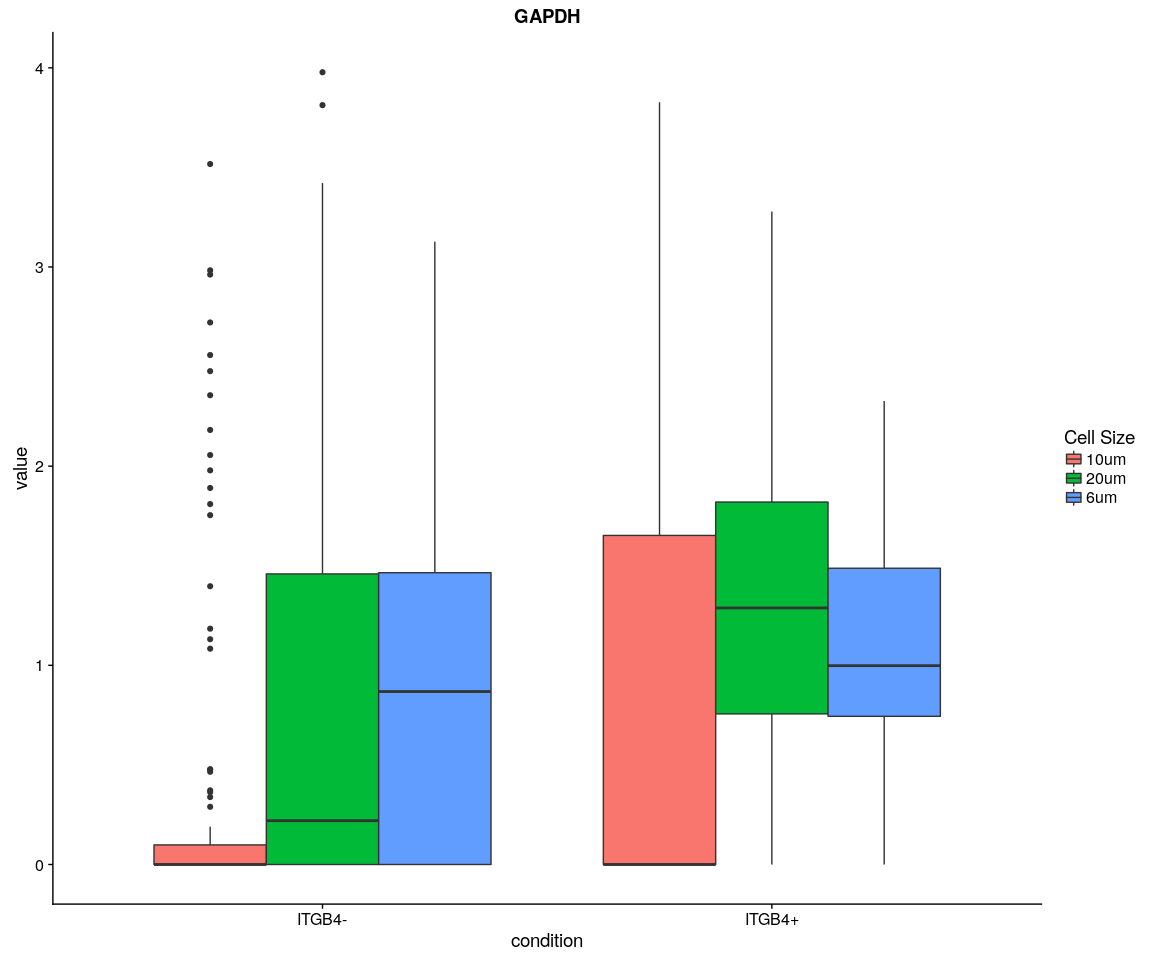 GAPDH
4
3
2
1
0
value
ITGB4-
ITGB4+
condition
Cell Size
10um
20um
6um